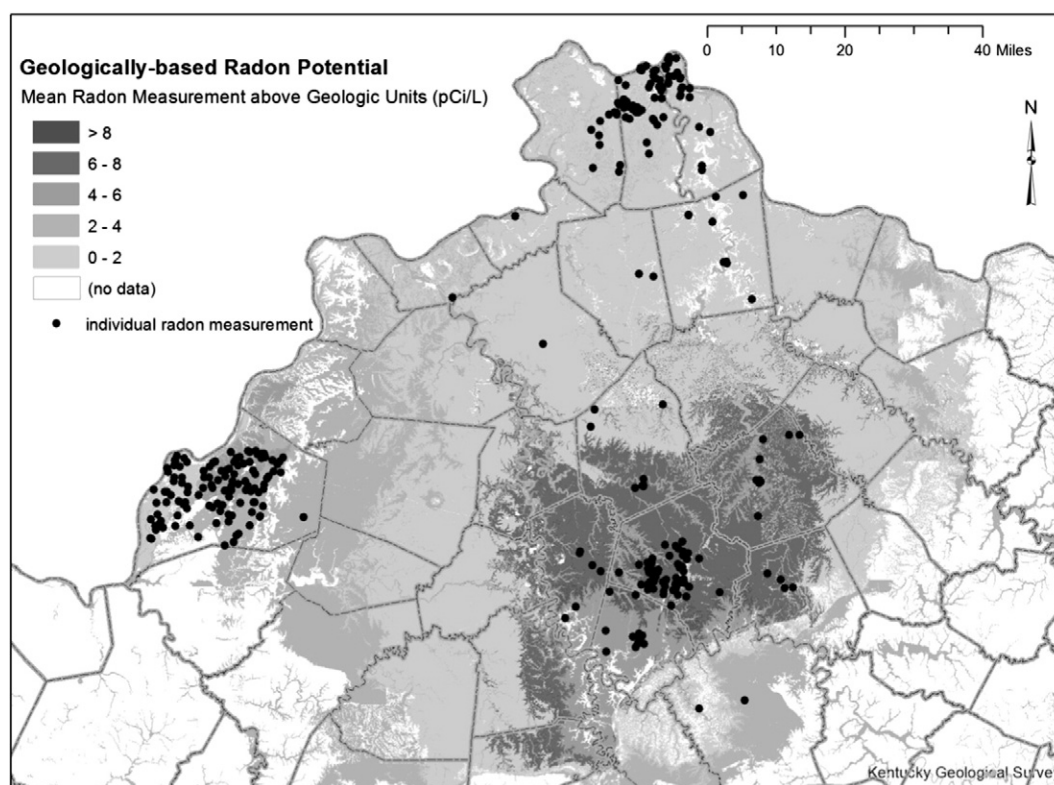 Geologically-based Radon Potential
Mean Radon Measurement above Geologic Units (pCi/L)
> 8
6 - 8
4 - 6
2 - 4
0 - 2
(no data)
individual radon measurement
0 10 20 40 Miles
N
Kentucky Geological Surve